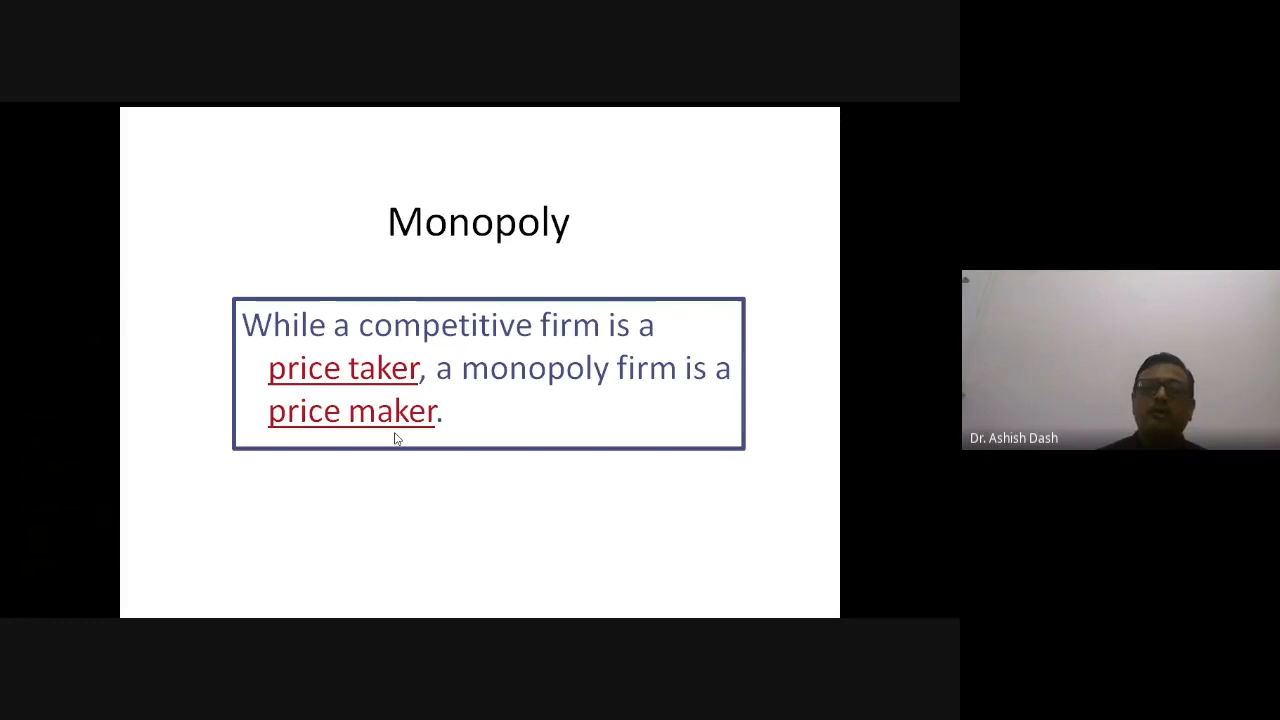 Monopoly
While a competitive firm is a
price taker, a monopoly firm is a
price maker.
Dr. Ashish Dash